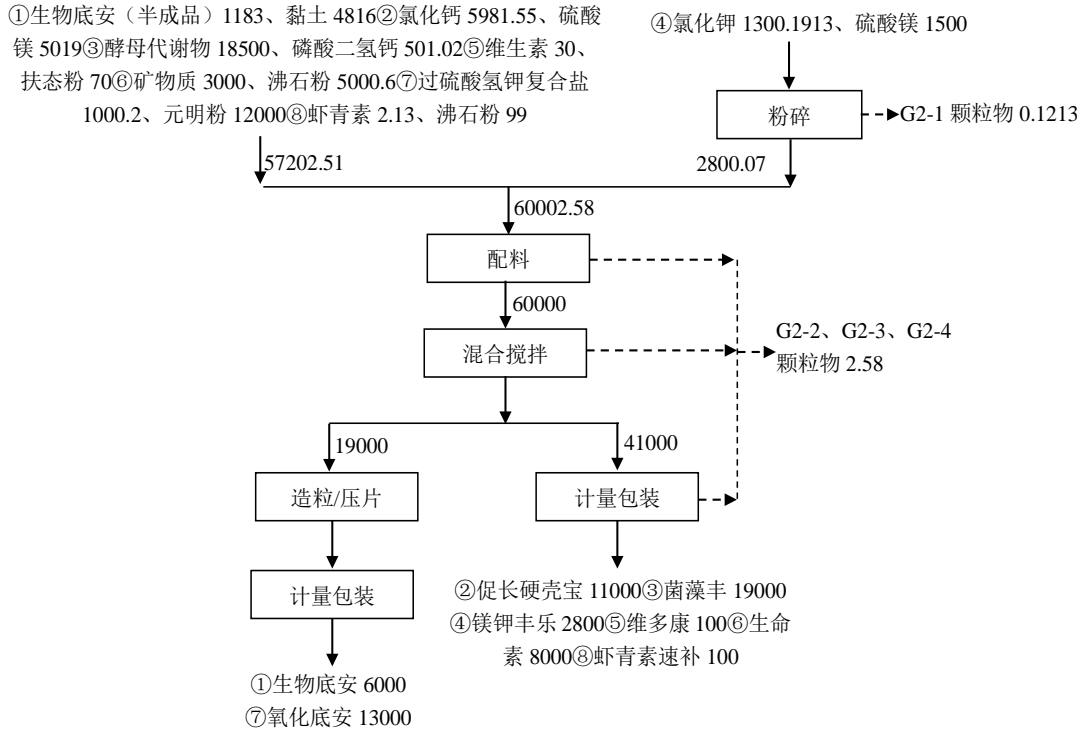 ①生物底安（半成品）1183、黏土 4816②氯化钙 5981.55、硫酸
镁 5019③酵母代谢物 18500、磷酸二氢钙 501.02⑤维生素 30、
扶态粉 70⑥矿物质 3000、沸石粉 5000.6⑦过硫酸氢钾复合盐
1000.2、元明粉 12000⑧虾青素 2.13、沸石粉 99
④氯化钾 1300.1913、硫酸镁 1500
粉碎
G2-1 颗粒物 0.1213
57202.51
2800.07
60002.58
配料
60000
G2-2、G2-3、G2-4
颗粒物 2.58
混合搅拌
19000
41000
造粒/压片
计量包装
计量包装
②促长硬壳宝 11000③菌藻丰 19000
④镁钾丰乐 2800⑤维多康 100⑥生命
素 8000⑧虾青素速补 100
①生物底安 6000
⑦氧化底安 13000